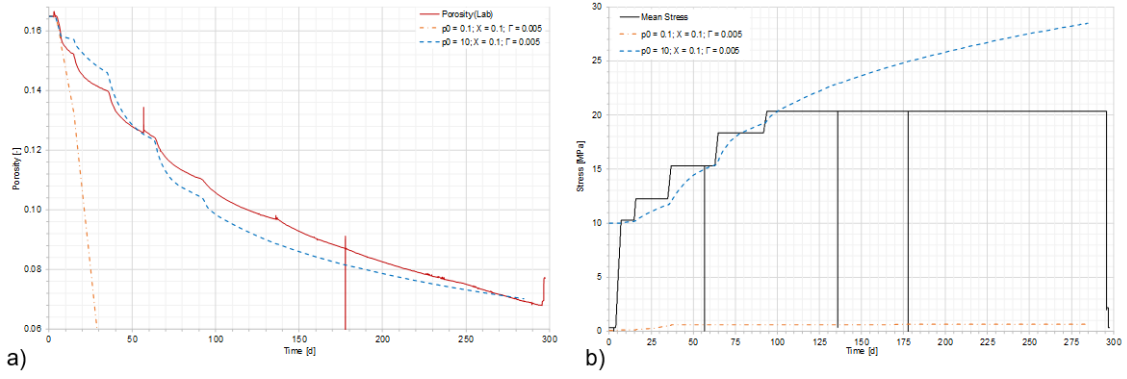 Porosity(Lab)
p0 = 0.1; X = 0.1; Γ = 0.005
p0 = 10; X = 0.1; Γ = 0.005
0.16
0.14
0.12
0.10
0.08
0.06
Porosity [-]
0
50
100
150
200
250
300
Time [d]
a)
Mean Stress
p0 = 0.1; X = 0.1; Γ = 0.005
p0 = 10; X = 0.1; Γ = 0.005
30
25
20
15
10
5
0
Stress [MPa]
0
25
50
75
100
125
150
175
200
225
250
275
300
Time [d]
b)